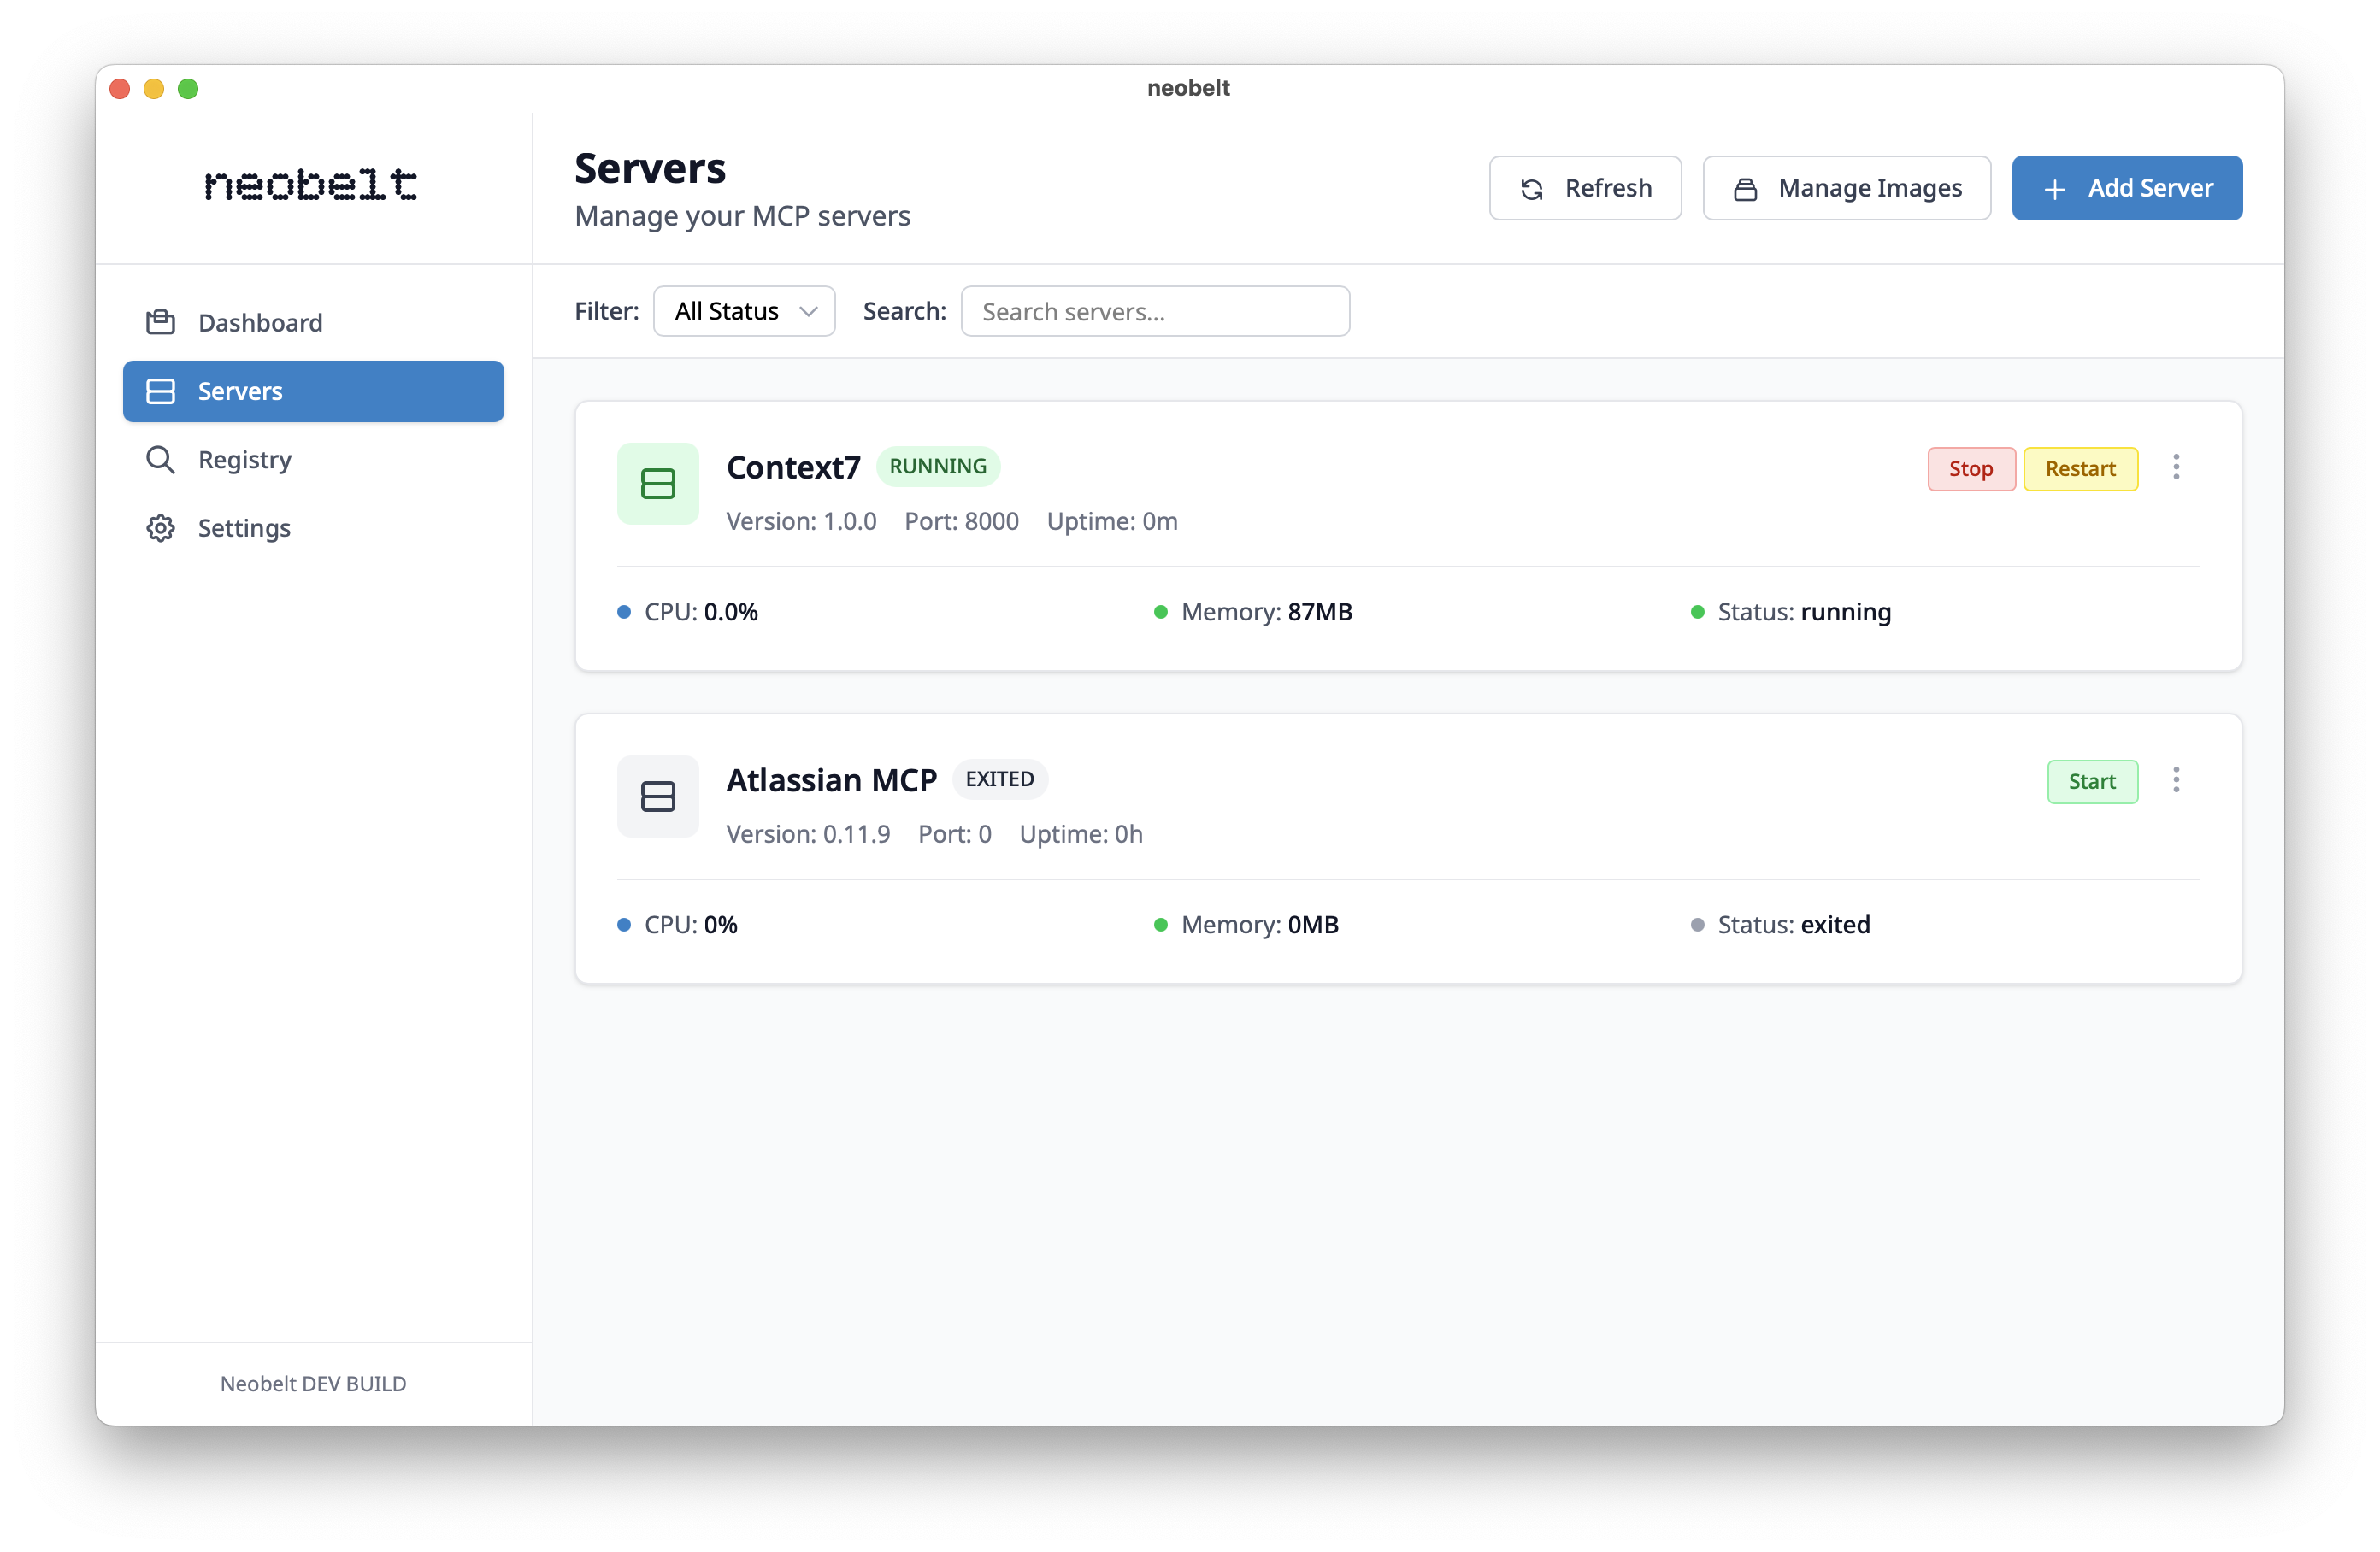 neobelt
neobelt
Dashboard
Servers
Registry
Settings
Neobelt DEV BUILD
Servers
Manage your MCP servers
Refresh
Manage Images
Add Server
Filter: All Status Search: Search servers...
Context7 RUNNING
Stop Restart
Version: 1.0.0 Port: 8000 Uptime: 0m
CPU: 0.0% Memory: 87MB Status: running
Atlassian MCP EXITED
Start
Version: 0.11.9 Port: 0 Uptime: 0h
CPU: 0% Memory: 0MB Status: exited